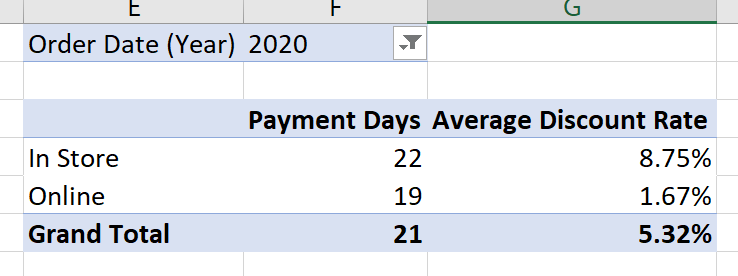 E F G
Order Date (Year) 2020
Payment Days Average Discount Rate
In Store 22 8.75%
Online 19 1.67%
Grand Total 21 5.32%